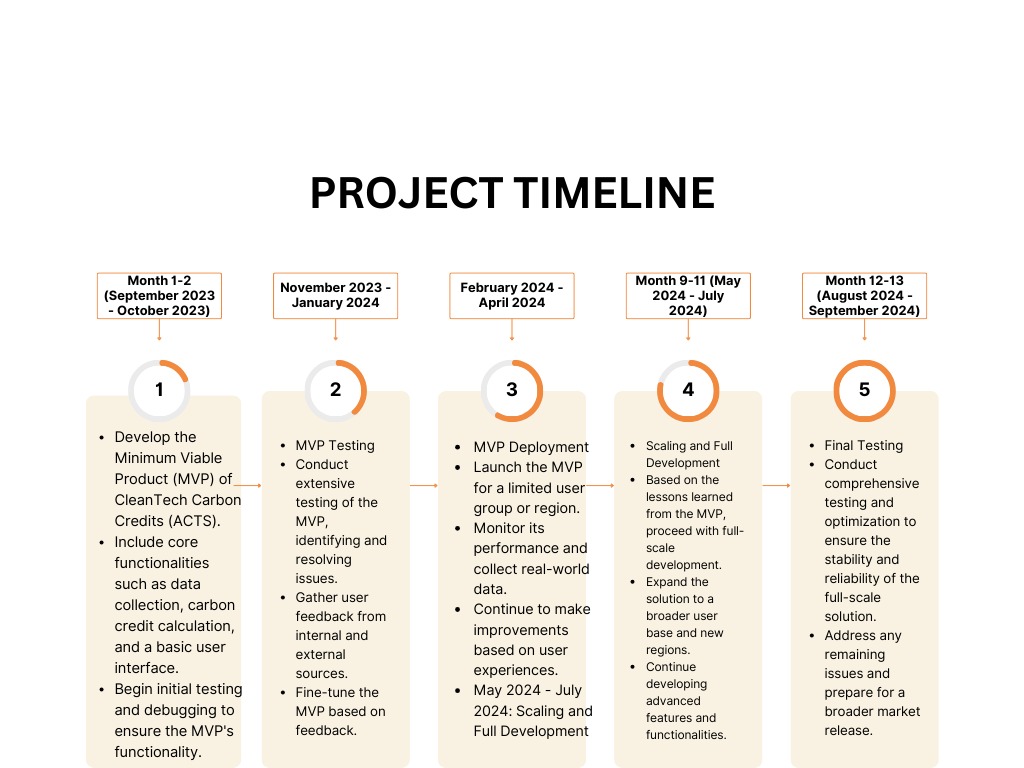 PROJECT TIMELINE
Month 1-2
(September 2023
- October 2023)
November 2023 -
January 2024
February 2024 -
April 2024
Month 9-11 (May
2024 - July
2024)
Month 12-13
(August 2024 -
September 2024)
1
• Develop the
Minimum Viable
Product (MVP) of
CleanTech Carbon
Credits (ACTS).
• Include core
functionalities
such as data
collection, carbon
credit calculation,
and a basic user
interface.
• Begin initial testing
and debugging to
ensure the MVP's
functionality.
2
• MVP Testing
• Conduct
extensive
testing of the
MVP,
identifying and
resolving
issues.
• Gather user
feedback from
internal and
external
sources.
• Fine-tune the
MVP based on
feedback.
3
• MVP Deployment
• Launch the MVP
for a limited user
group or region.
• Monitor its
performance and
collect real-world
data.
• Continue to make
improvements
based on user
experiences.
• May 2024 - July
2024: Scaling and
Full Development
4
• Scaling and Full
Development
• Based on the
lessons learned
from the MVP,
proceed with full-
scale
development.
• Expand the
solution to a
broader user
base and new
regions.
• Continue
developing
advanced
features and
functionalities.
5
• Final Testing
• Conduct
comprehensive
testing and
optimization to
ensure the
stability and
reliability of the
full-scale
solution.
• Address any
remaining
issues and
prepare for a
broader market
release.